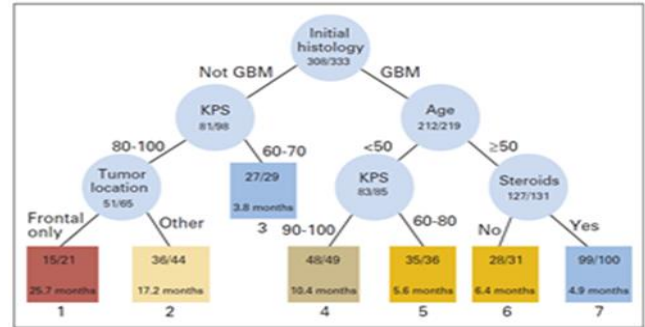 Initial
histology
308/333
Not GBM
GBM
KPS
81/98
Age
212/219
80-100
60-70
<50
≥50
Tumor
location
51/65
27/29
3.8 months
3
KPS
83/85
Steroids
127/131
Frontal
only
Other
90-100
60-80
No
Yes
15/21
25.7 months
1
36/44
17.2 months
2
48/49
10.4 months
4
35/36
5.6 months
5
28/31
6.4 months
6
99/100
4.9 months
7